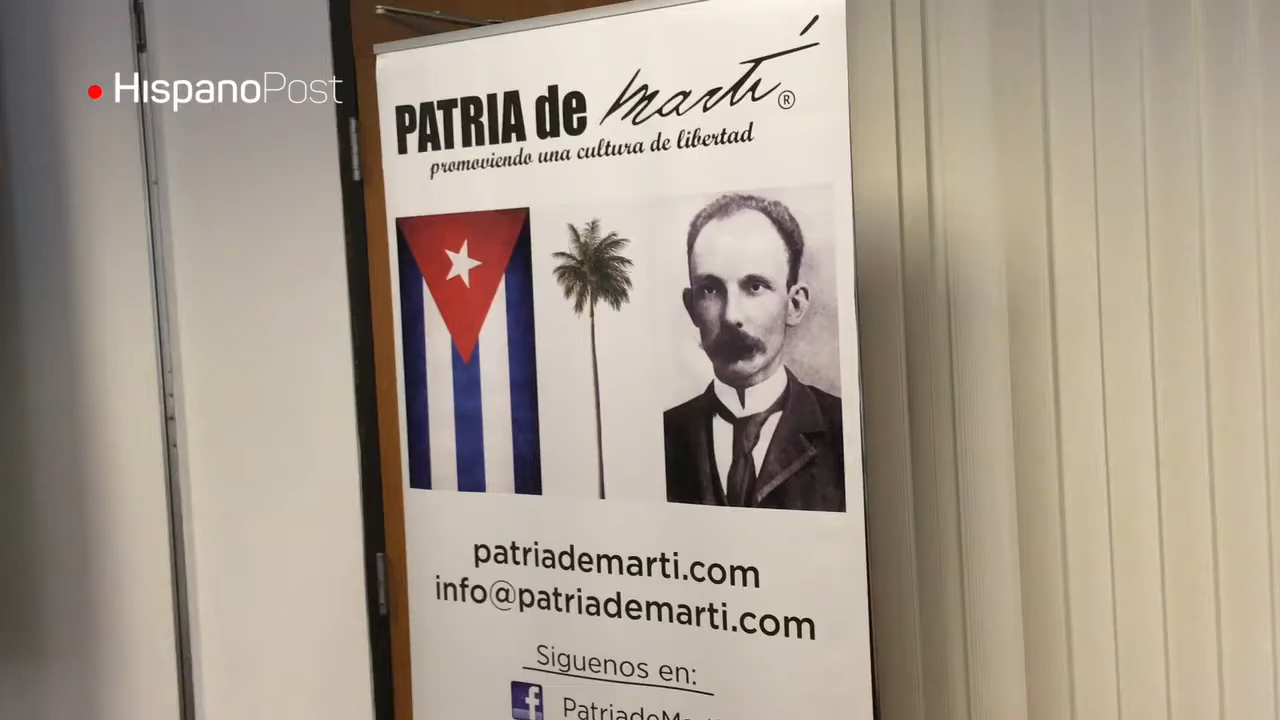 HispanoPost
PATRIA de Martí ®
promoviendo una cultura de libertad
patriademarti.com
info@patriademarti.com
Siguenos en:
f